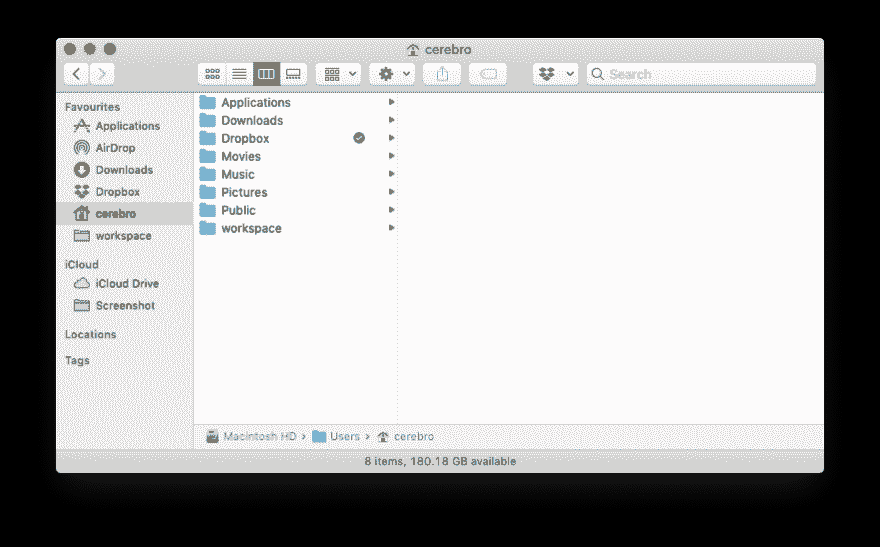 cerebro
Search
Favourites
Applications
AirDrop
Downloads
Dropbox
cerebro
workspace
iCloud
iCloud Drive
Screenshot
Locations
Tags
Applications
Downloads
Dropbox
Movies
Music
Pictures
Public
workspace
Macintosh HD › Users › cerebro
8 items, 180.18 GB available